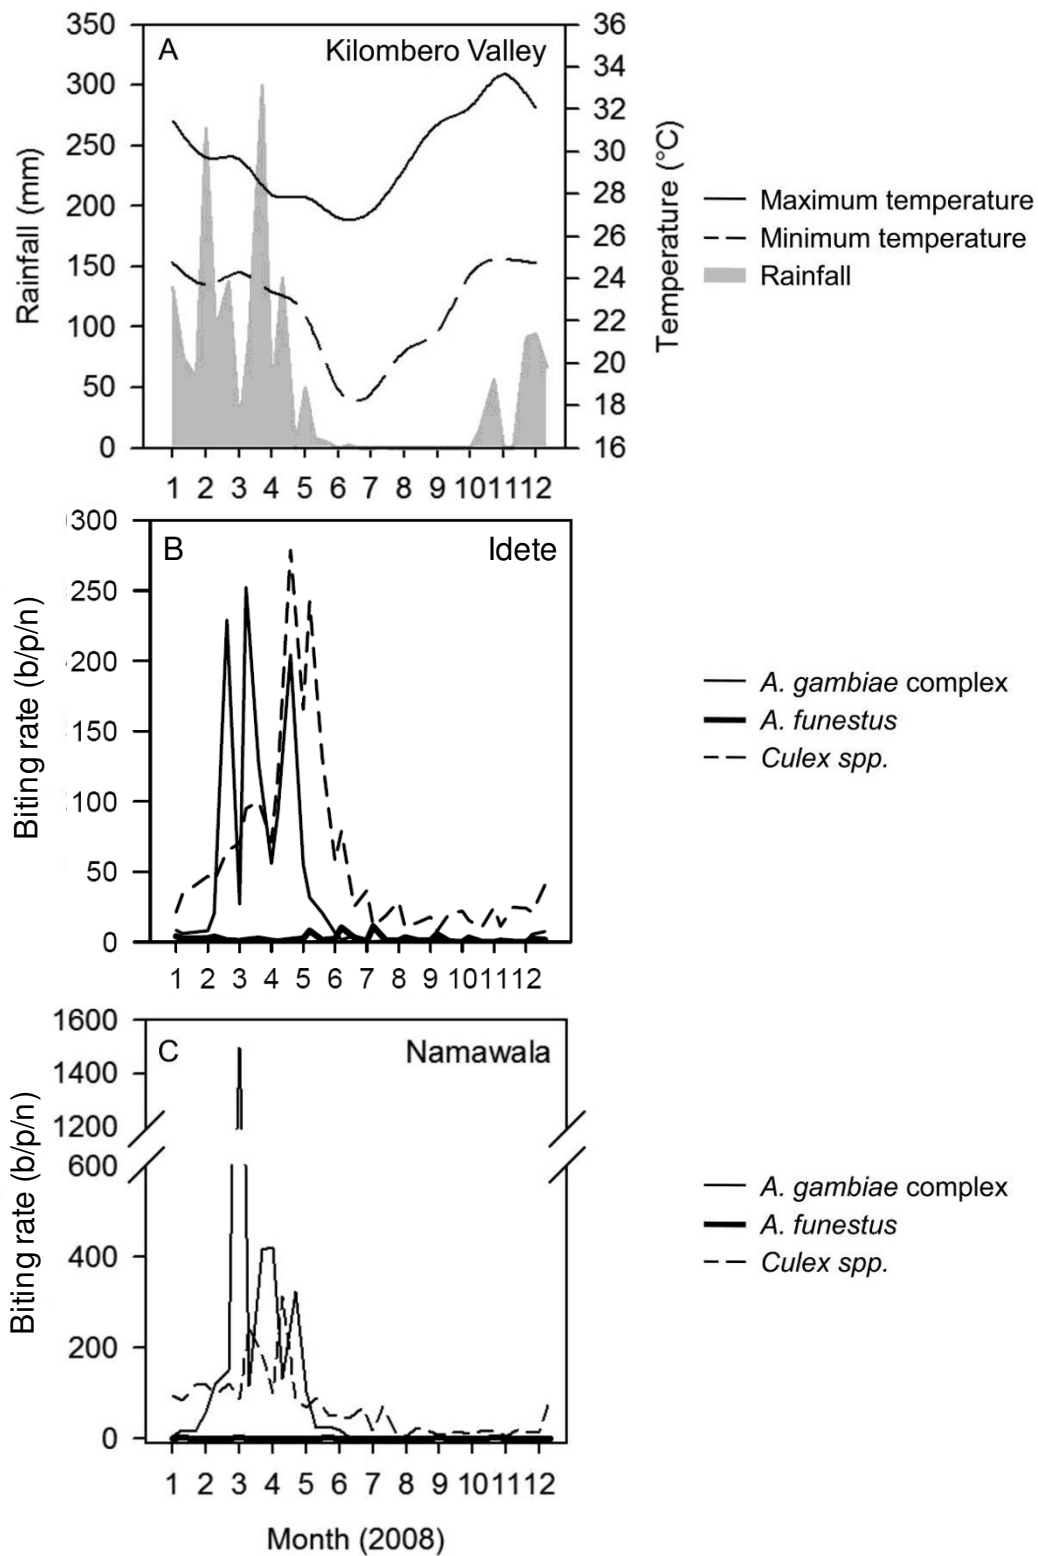 350
300
250
200
150
100
50
0
Rainfall (mm)
A
Kilombero Valley
36
34
32
30
28
26
24
22
20
18
16
Temperature (°C)
1 2 3 4 5 6 7 8 9 10 11 12
Maximum temperature
Minimum temperature
Rainfall
300
250
200
150
100
50
0
Biting rate (b/p/n)
B
Idete
1 2 3 4 5 6 7 8 9 10 11 12
A. gambiae complex
A. funestus
Culex spp.
1600
1400
1200
600
400
200
0
Biting rate (b/p/n)
C
Namawala
1 2 3 4 5 6 7 8 9 10 11 12
Month (2008)
A. gambiae complex
A. funestus
Culex spp.